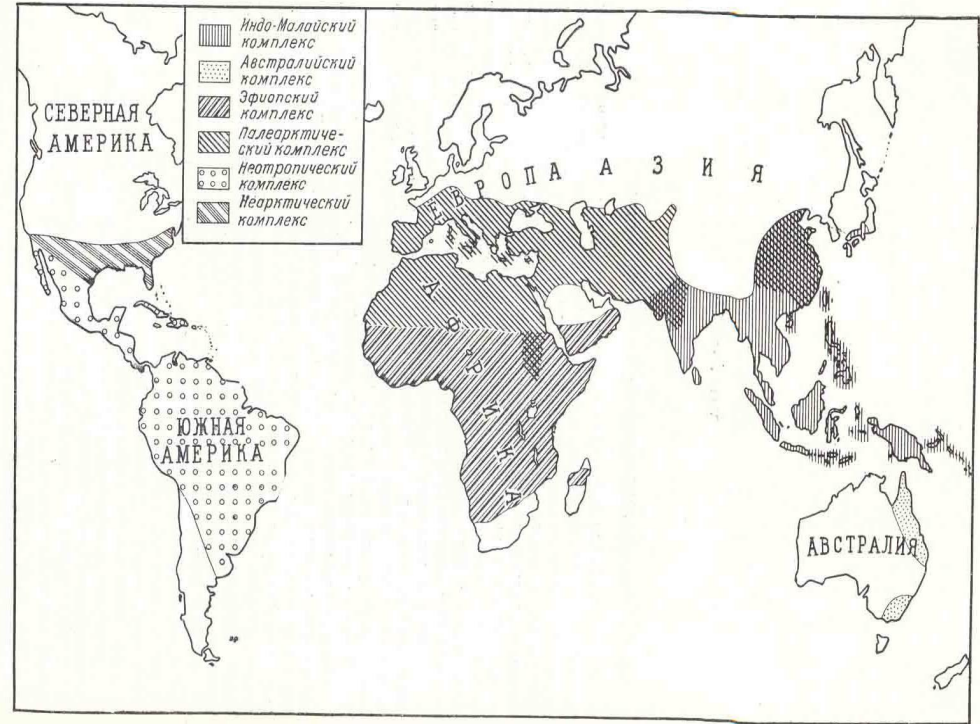 Индо-Малайский
комплекс
Австралийский
комплекс
Эфиопский
комплекс
Палеарктиче-
ский комплекс
Неотропический
комплекс
Неарктический
комплекс
СЕВЕРНАЯ
АМЕРИКА
ЕВРОПА
АЗИЯ
АФРИКА
ЮЖНАЯ
АМЕРИКА
АВСТРАЛИЯ